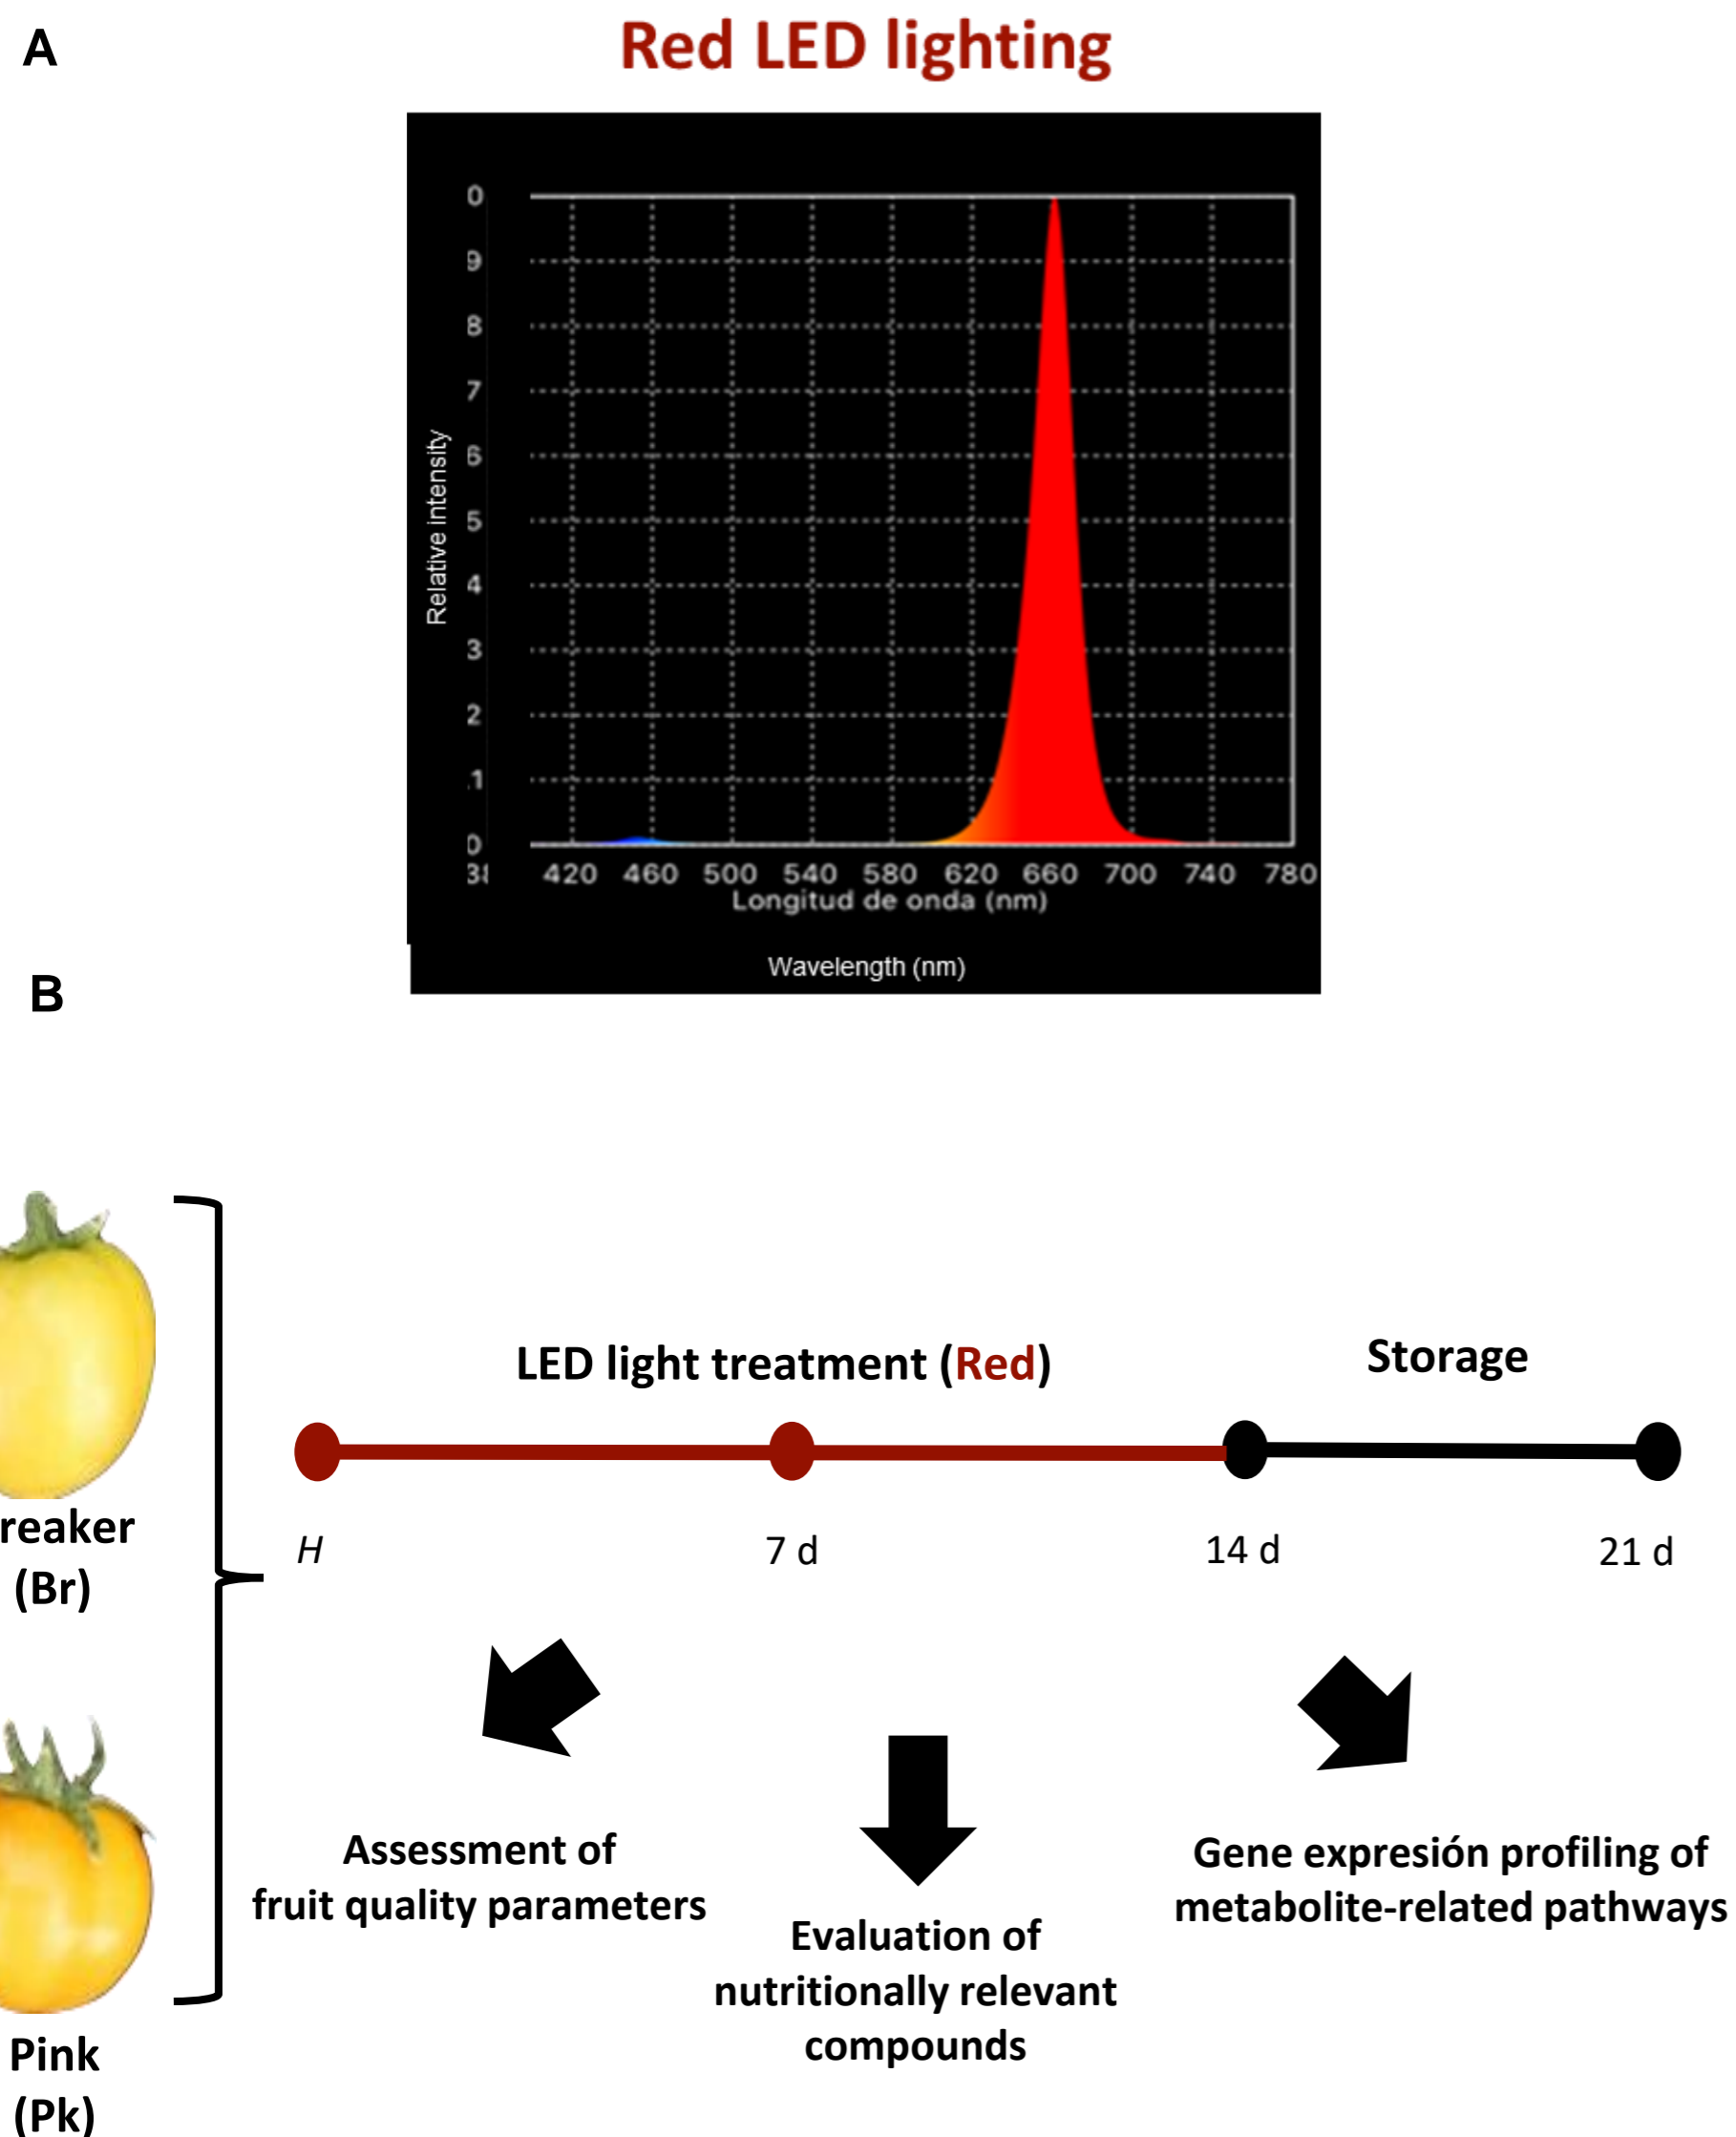 A
Red LED lighting
Relative intensity
0
9
8
7
6
5
4
3
2
.1
0
420 460 500 540 580 620 660 700 740 780
Longitud de onda (nm)
Wavelength (nm)
B
LED light treatment (Red)
Storage
H
7 d
14 d
21 d
reaker
(Br)
Pink
(Pk)
Assessment of
fruit quality parameters
Evaluation of
nutritionally relevant
compounds
Gene expresión profiling of
metabolite-related pathways